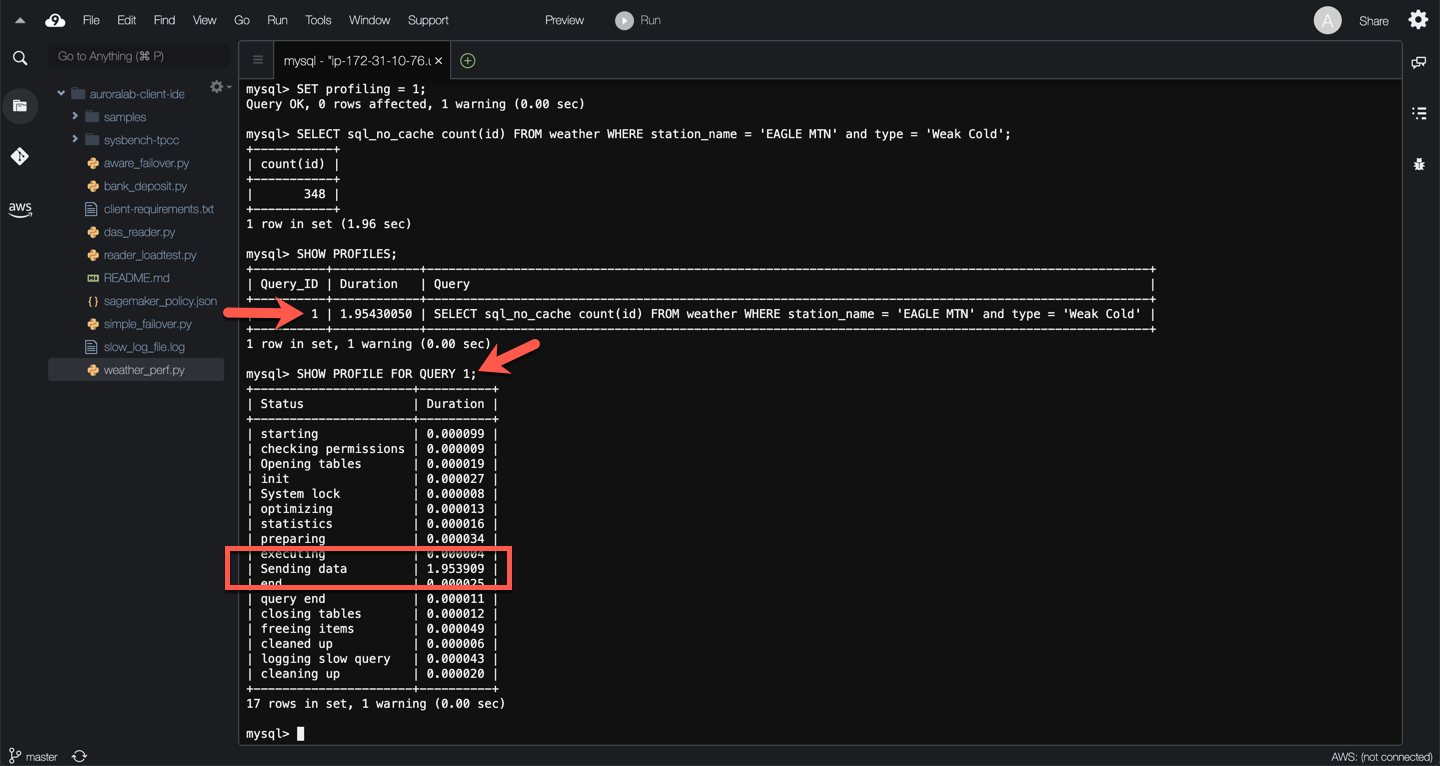 9 File Edit Find View Go Run Tools Window Support Preview Run A Share
Go to Anything (⌘ P)
mysql - "ip-172-31-10-76.u ×
auroralab-client-ide
samples
sysbench-tpcc
aware_failover.py
bank_deposit.py
client-requirements.txt
das_reader.py
reader_loadtest.py
README.md
sagemaker_policy.json
simple_failover.py
slow_log_file.log
weather_perf.py
aws
mysql> SET profiling = 1;
Query OK, 0 rows affected, 1 warning (0.00 sec)
mysql> SELECT sql_no_cache count(id) FROM weather WHERE station_name = 'EAGLE MTN' and type = 'Weak Cold';
+-----------+
| count(id) |
+-----------+
|       348 |
+-----------+
1 row in set (1.96 sec)
mysql> SHOW PROFILES;
+----------+------------+----------------------------------------------------------------------------------------------------+
| Query_ID | Duration   | Query                                                                                              |
+----------+------------+----------------------------------------------------------------------------------------------------+
|        1 | 1.95430050 | SELECT sql_no_cache count(id) FROM weather WHERE station_name = 'EAGLE MTN' and type = 'Weak Cold' |
+----------+------------+----------------------------------------------------------------------------------------------------+
1 row in set, 1 warning (0.00 sec)
mysql> SHOW PROFILE FOR QUERY 1;
+----------------------+----------+
| Status               | Duration |
+----------------------+----------+
| starting             | 0.000099 |
| checking permissions | 0.000009 |
| Opening tables       | 0.000019 |
| init                 | 0.000027 |
| System lock          | 0.000008 |
| optimizing           | 0.000013 |
| statistics           | 0.000016 |
| preparing            | 0.000034 |
| executing            | 0.000004 |
| Sending data         | 1.953909 |
| end                  | 0.000025 |
| query end            | 0.000011 |
| closing tables       | 0.000012 |
| freeing items        | 0.000049 |
| cleaned up           | 0.000006 |
| logging slow query   | 0.000043 |
| cleaning up          | 0.000020 |
+----------------------+----------+
17 rows in set, 1 warning (0.00 sec)
mysql>
master
AWS: (not connected)